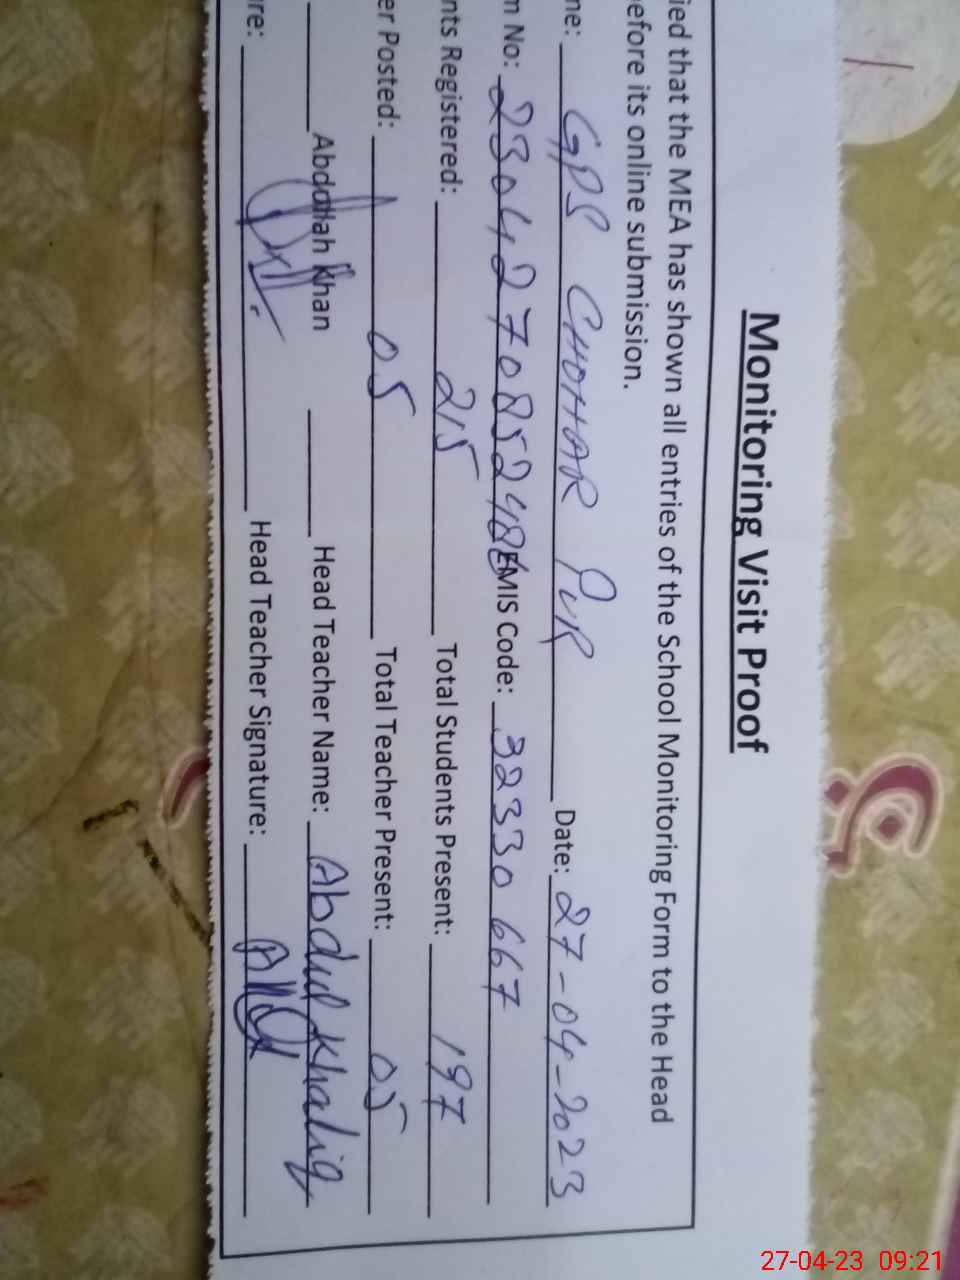 Monitoring Visit Proof
ied that the MEA has shown all entries of the School Monitoring Form to the Head
efore its online submission.
ne: GPS CHOHAR PUR Date: 27-04-2023
m No: EMIS Code: 32330667
nts Registered: 215 Total Students Present: 197
er Posted: 05 Total Teacher Present: 05
Abdollah Khan Head Teacher Name: Abdul Khaliq
re: Head Teacher Signature:
27-04-23 09:21